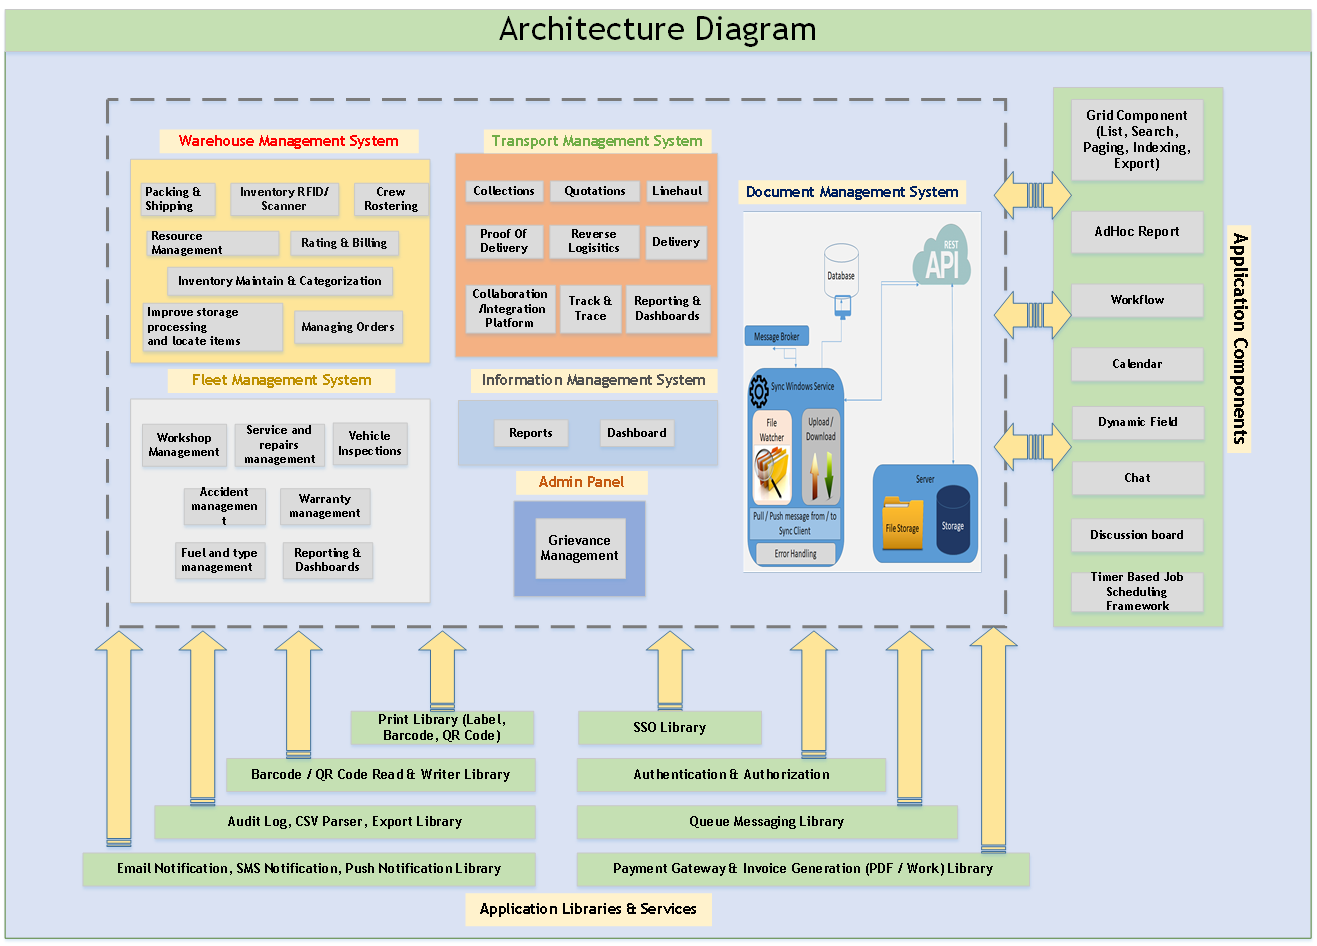 Architecture Diagram
Warehouse Management System
Packing &
Shipping
Inventory RFID/
Scanner
Crew
Rostering
Resource
Management
Rating & Billing
Inventory Maintain & Categorization
Improve storage
processing
and locate items
Managing Orders
Transport Management System
Collections
Quotations
Linehaul
Proof Of
Delivery
Reverse
Logisitics
Delivery
Collaboration
/Integration
Platform
Track &
Trace
Reporting &
Dashboards
Document Management System
Database
REST
API
Message Broker
Sync Windows Service
File
Watcher
Upload /
Download
Pull / Push message from / to
Sync Client
Error Handling
Server
File Storage
Storage
Fleet Management System
Workshop
Management
Service and
repairs
management
Vehicle
Inspections
Accident
managemen
t
Warranty
management
Fuel and type
management
Reporting &
Dashboards
Information Management System
Reports
Dashboard
Admin Panel
Grievance
Management
Grid Component
(List, Search,
Paging, Indexing,
Export)
AdHoc Report
Workflow
Calendar
Dynamic Field
Chat
Discussion board
Timer Based Job
Scheduling
Framework
Application Components
Print Library (Label,
Barcode, QR Code)
SSO Library
Barcode / QR Code Read & Writer Library
Authentication & Authorization
Audit Log, CSV Parser, Export Library
Queue Messaging Library
Email Notification, SMS Notification, Push Notification Library
Payment Gateway & Invoice Generation (PDF / Work) Library
Application Libraries & Services